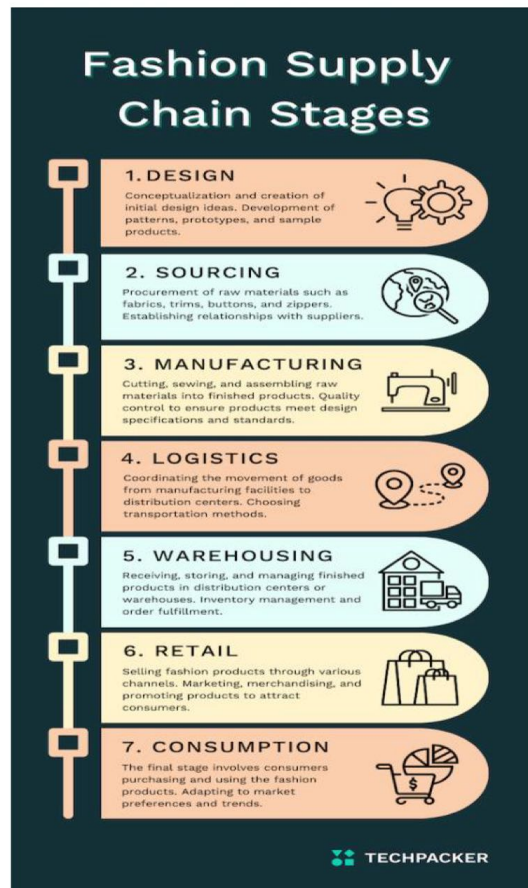 Fashion Supply
Chain Stages
1. DESIGN
Conceptualization and creation of
initial design ideas. Development of
patterns, prototypes, and sample
products.
2. SOURCING
Procurement of raw materials such as
fabrics, trims, buttons, and zippers.
Establishing relationships with suppliers.
3. MANUFACTURING
Cutting, sewing, and assembling raw
materials into finished products. Quality
control to ensure products meet design
specifications and standards.
4. LOGISTICS
Coordinating the movement of goods
from manufacturing facilities to
distribution centers. Choosing
transportation methods.
5. WAREHOUSING
Receiving, storing, and managing finished
products in distribution centers or
warehouses. Inventory management and
order fulfillment.
6. RETAIL
Selling fashion products through various
channels. Marketing, merchandising, and
promoting products to attract
consumers.
7. CONSUMPTION
The final stage involves consumers
purchasing and using the fashion
products. Adapting to market
preferences and trends.
$
TECHPACKER